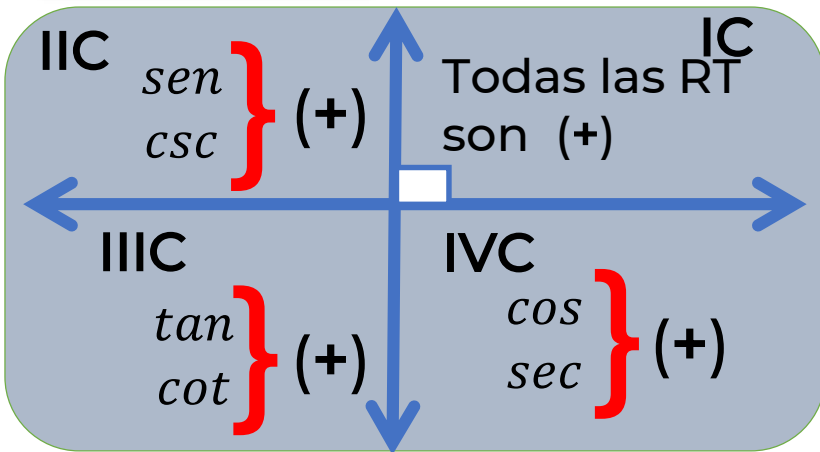 IIC
sen
csc
(+)
IC
Todas las RT
son (+)
IIIC
tan
cot
(+)
IVC
cos
sec
(+)